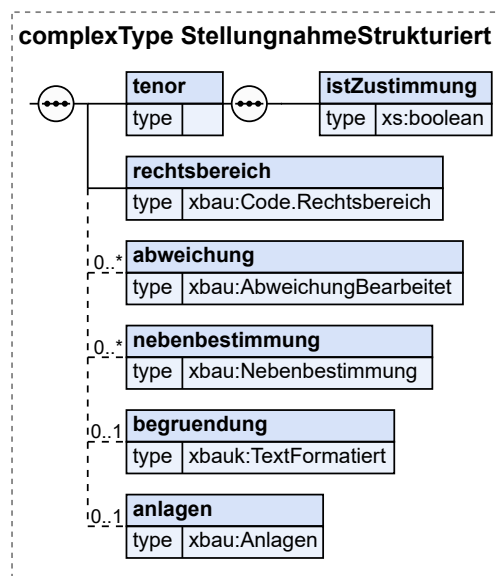 complexType StellungnahmeStrukturiert
tenor
type
istZustimmung
type xs:boolean
rechtsbereich
type xbau:Code.Rechtsbereich
0..*
abweichung
type xbau:AbweichungBearbeitet
0..*
nebenbestimmung
type xbau:Nebenbestimmung
0..1
begruendung
type xbauk:TextFormatiert
0..1
anlagen
type xbau:Anlagen